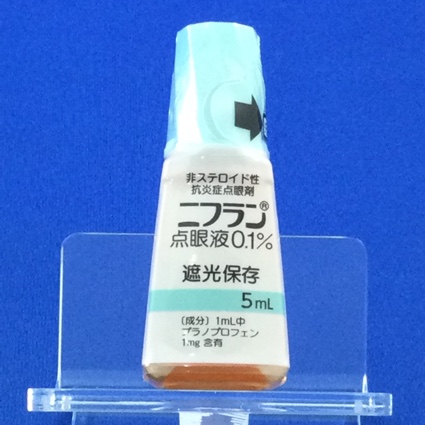 非ステロイド性
抗炎症点眼剤
ニフラン®
点眼液0.1%
遮光保存
5mL
〔成分〕1mL中
プラノプロフェン
1mg 含有